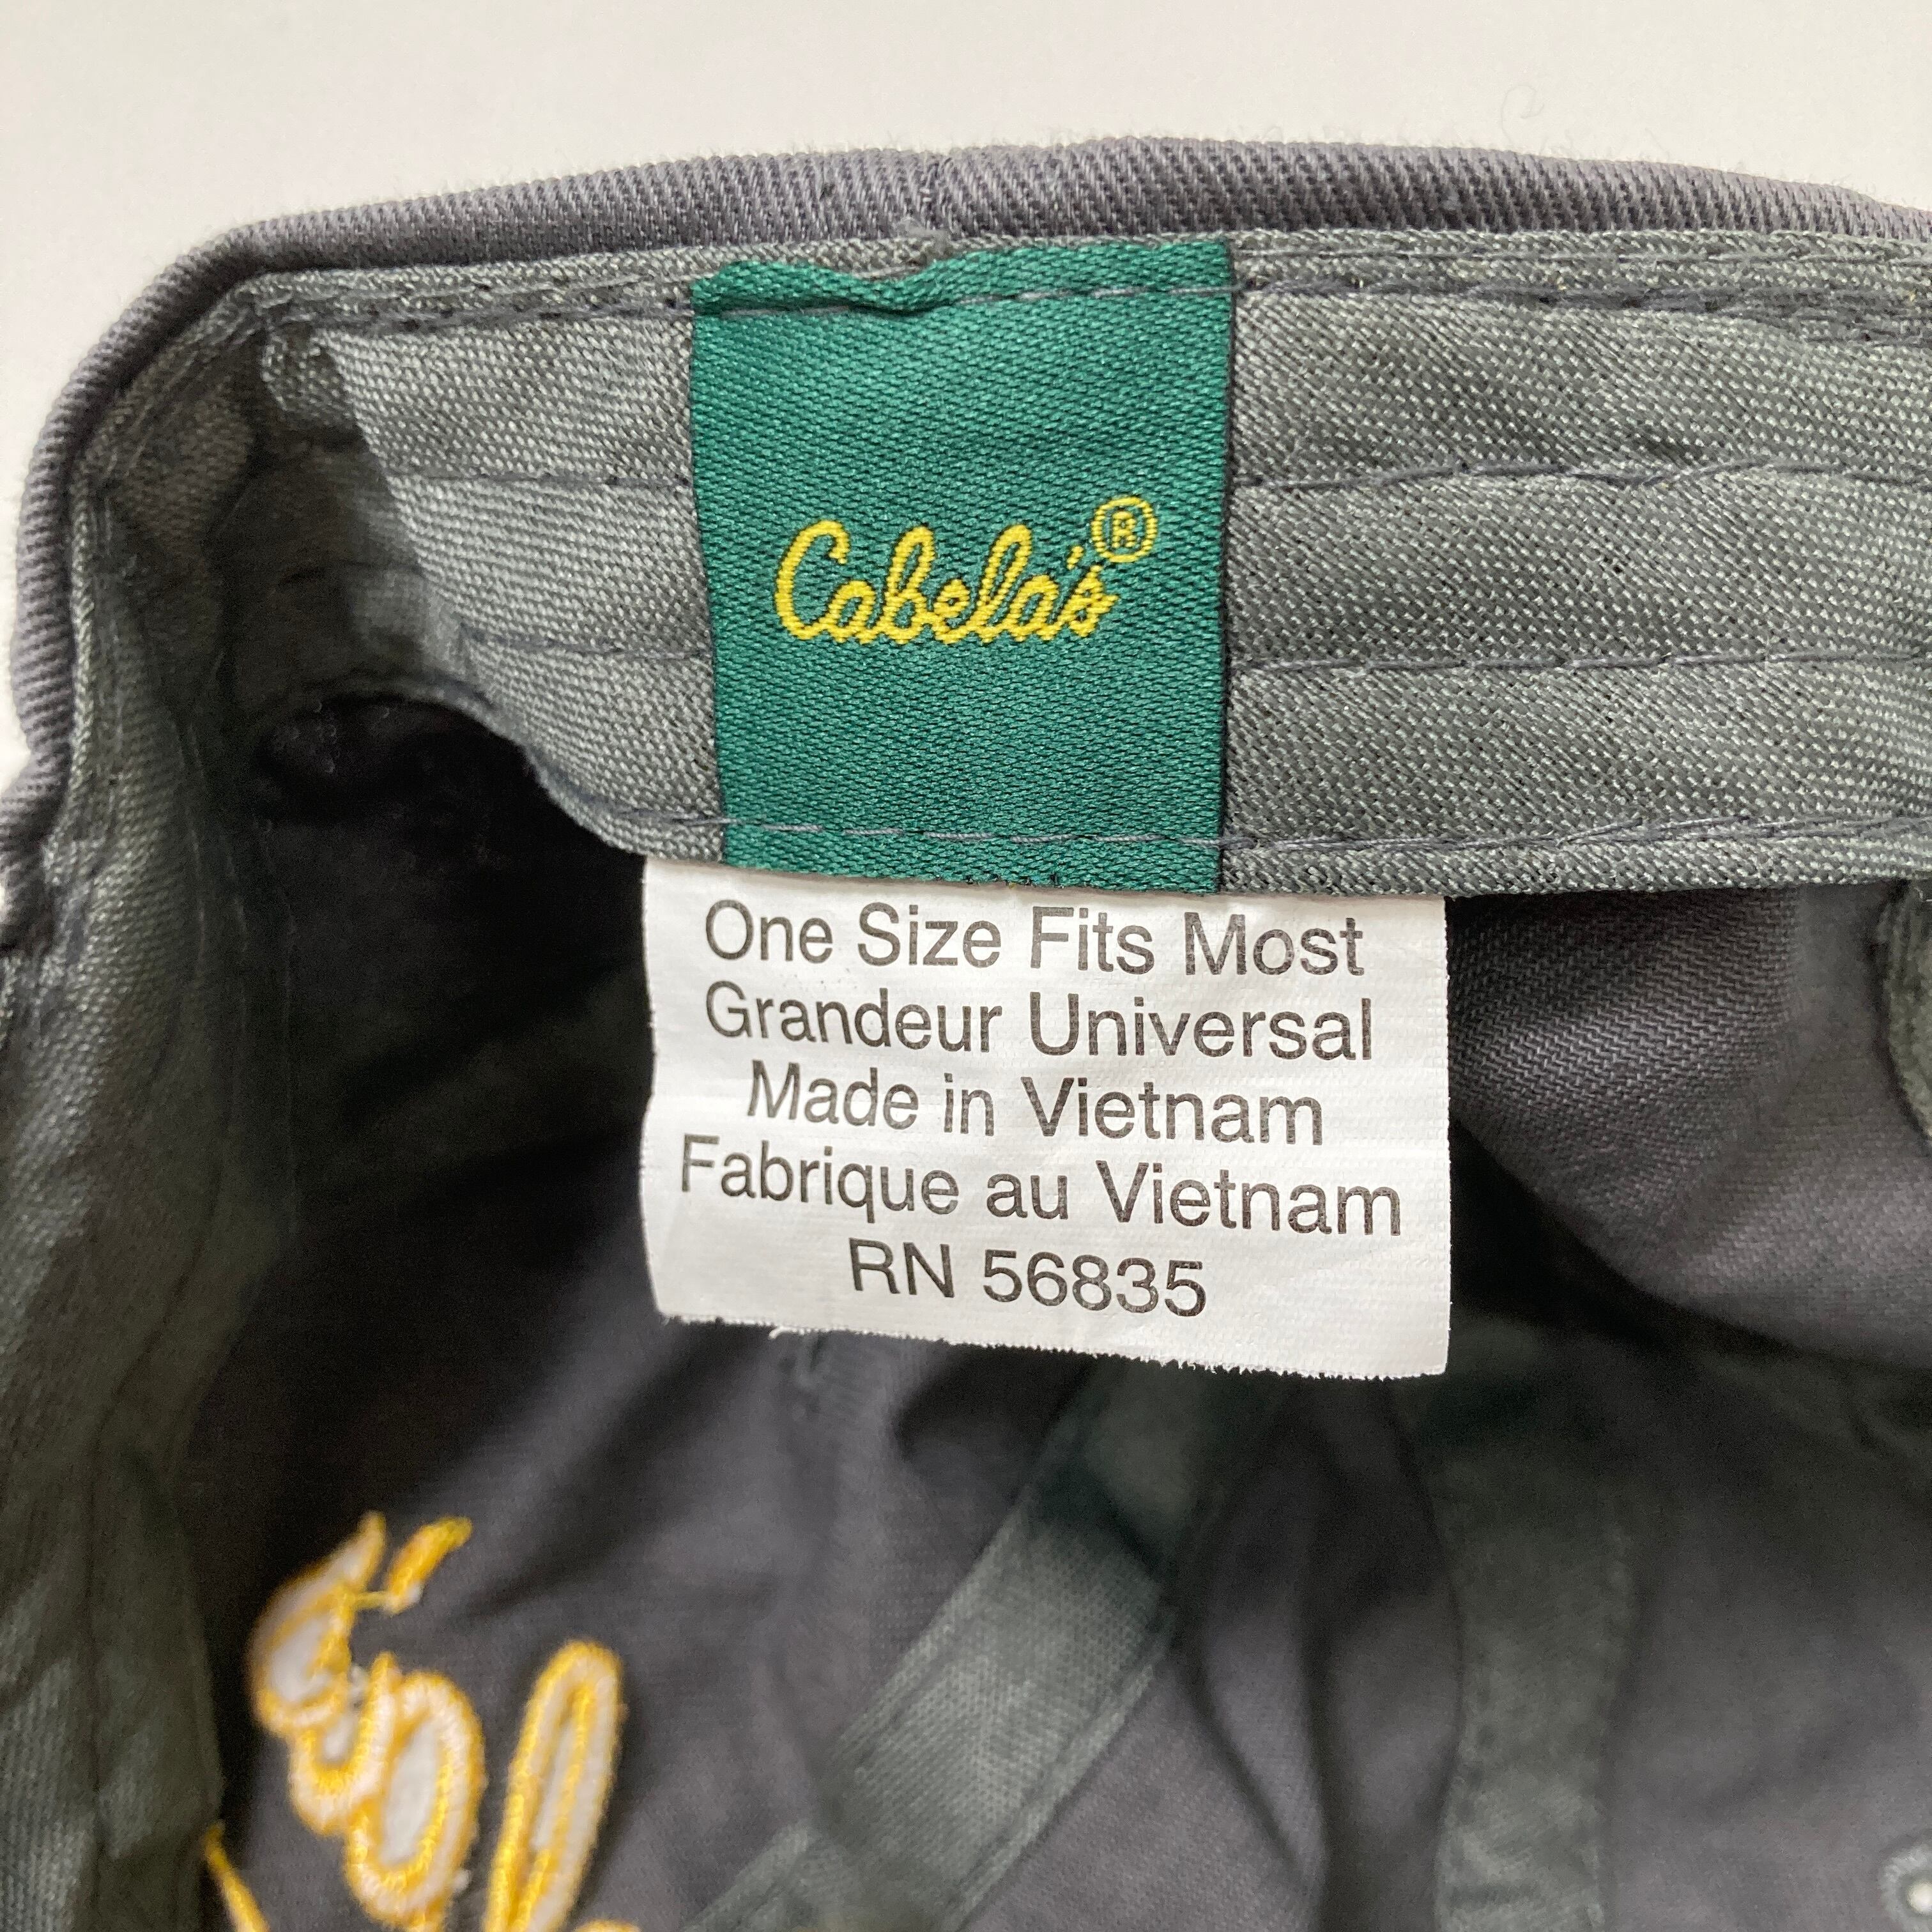 Cabela's®
One Size Fits Most
Grandeur Universal
Made in Vietnam
Fabrique au Vietnam
RN 56835